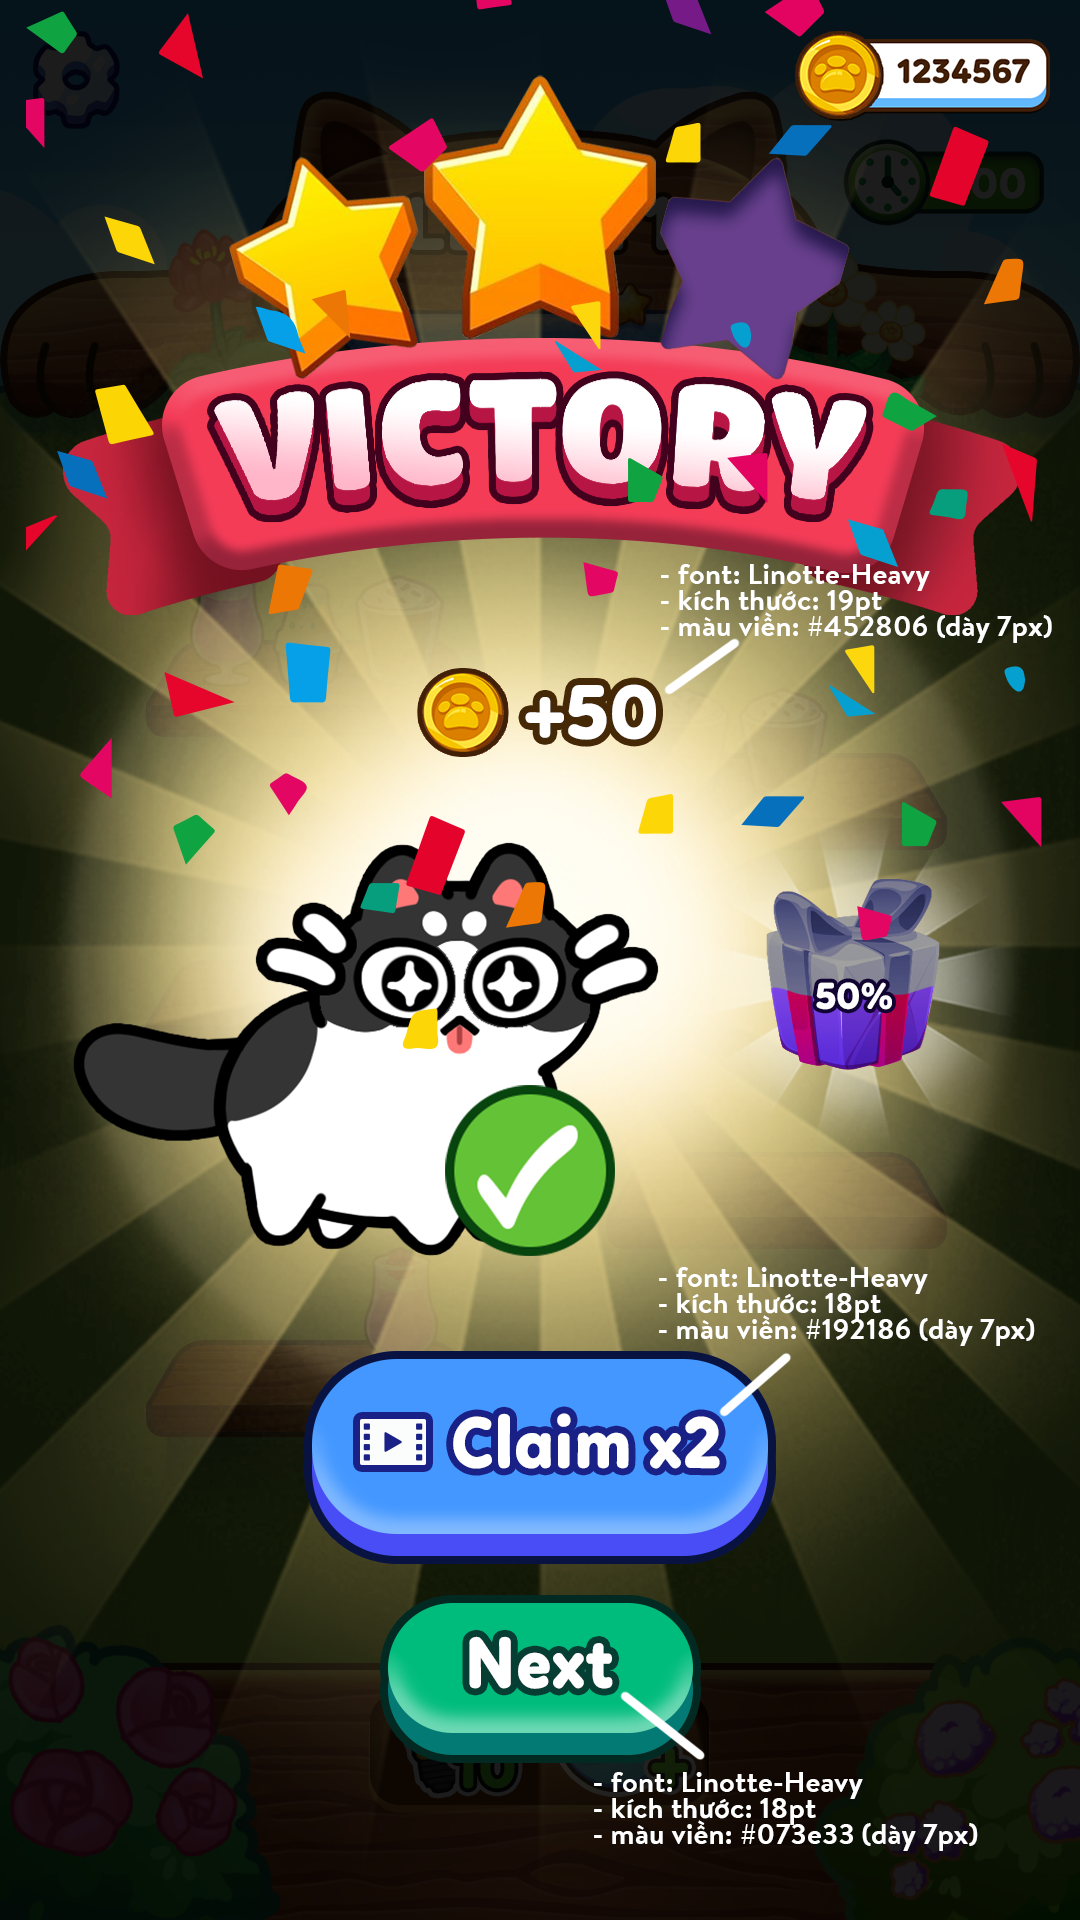 1234567
00
VICTORY
- font: Linotte-Heavy
- kích thước: 19pt
- màu viền: #452806 (dày 7px)
+50
50%
- font: Linotte-Heavy
- kích thước: 18pt
- màu viền: #192186 (dày 7px)
Claim x2
Next
10 +
- font: Linotte-Heavy
- kích thước: 18pt
- màu viền: #073e33 (dày 7px)